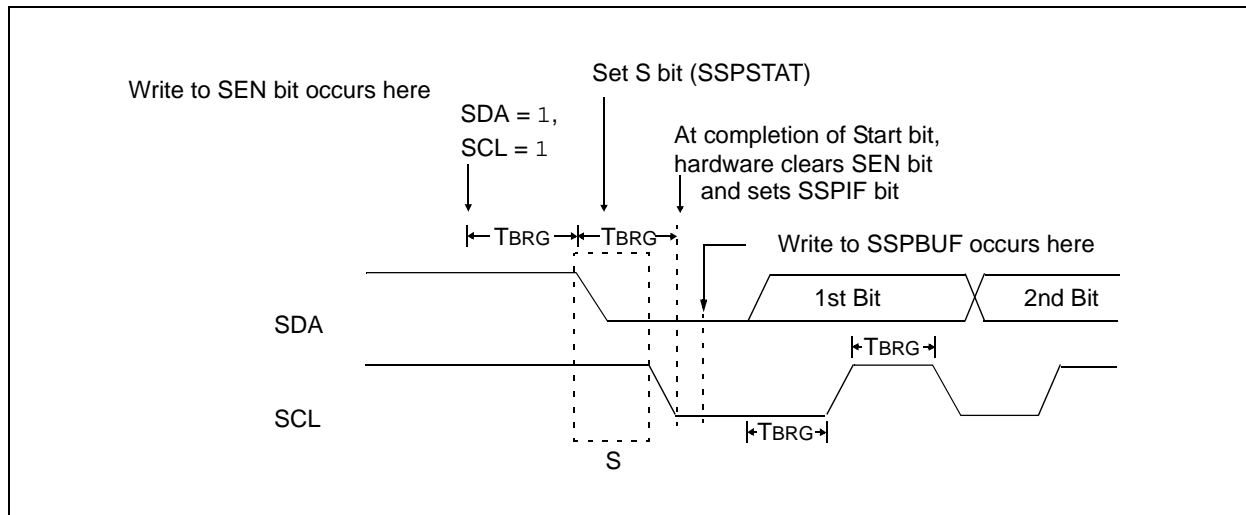 Set S bit (SSPSTAT)
Write to SEN bit occurs here
SDA = 1,
SCL = 1
At completion of Start bit,
hardware clears SEN bit
and sets SSPIF bit
TBRG TBRG
Write to SSPBUF occurs here
1st Bit 2nd Bit
SDA
TBRG
SCL
TBRG
S